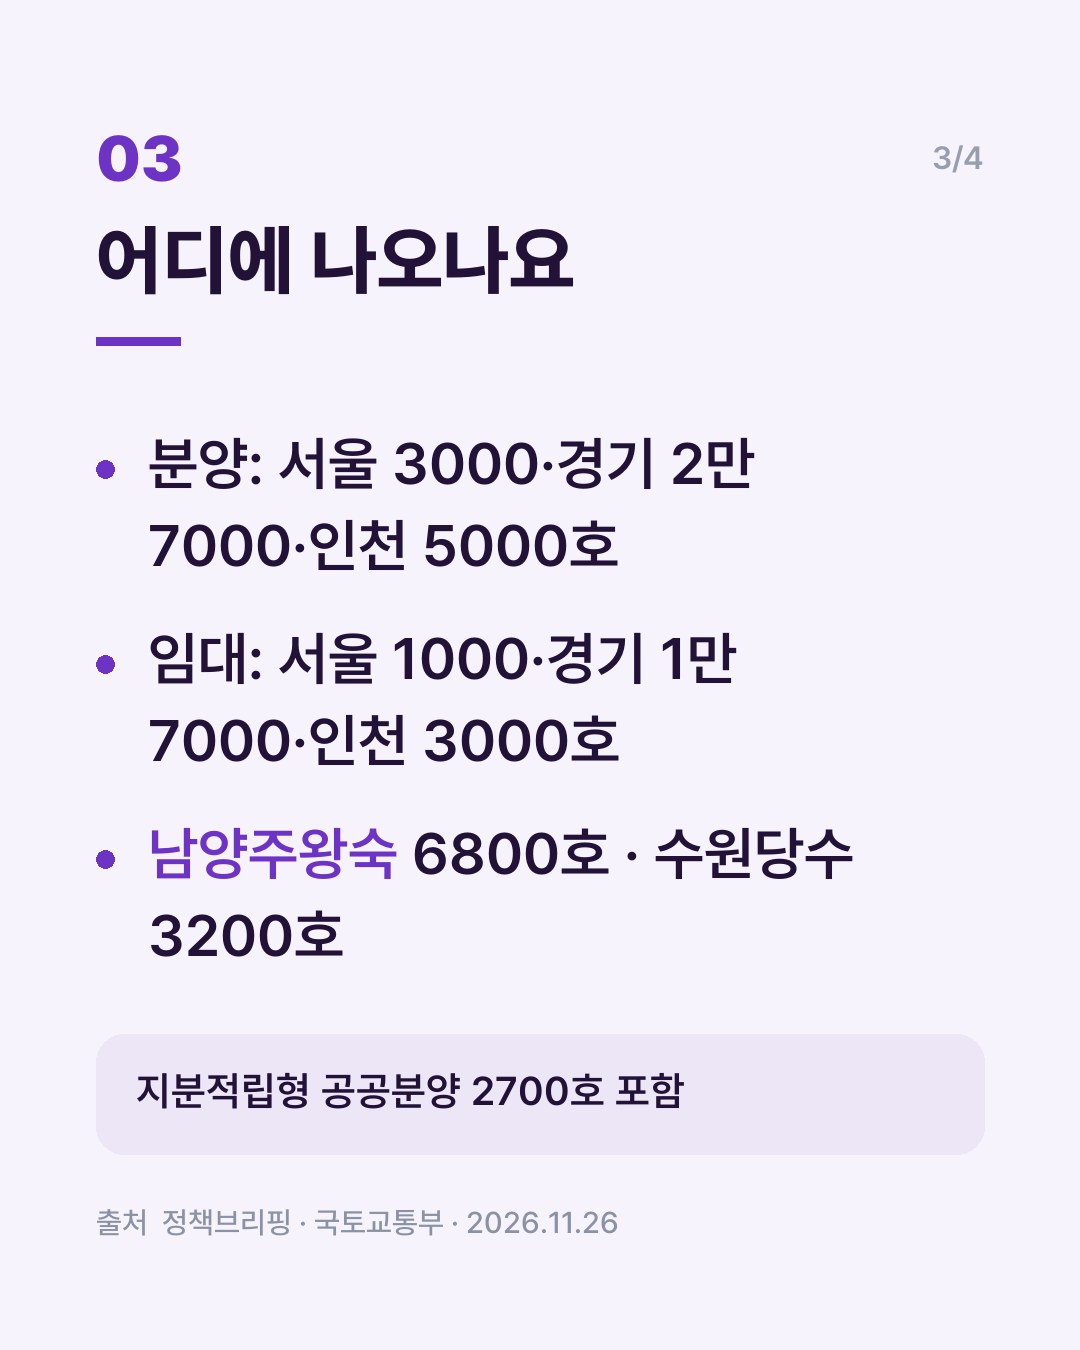 03
3/4
어디에 나오나요
• 분양: 서울 3000·경기 2만
7000·인천 5000호
• 임대: 서울 1000·경기 1만
7000·인천 3000호
• 남양주왕숙 6800호 · 수원당수
3200호
지분적립형 공공분양 2700호 포함
출처 정책브리핑 · 국토교통부 · 2026.11.26